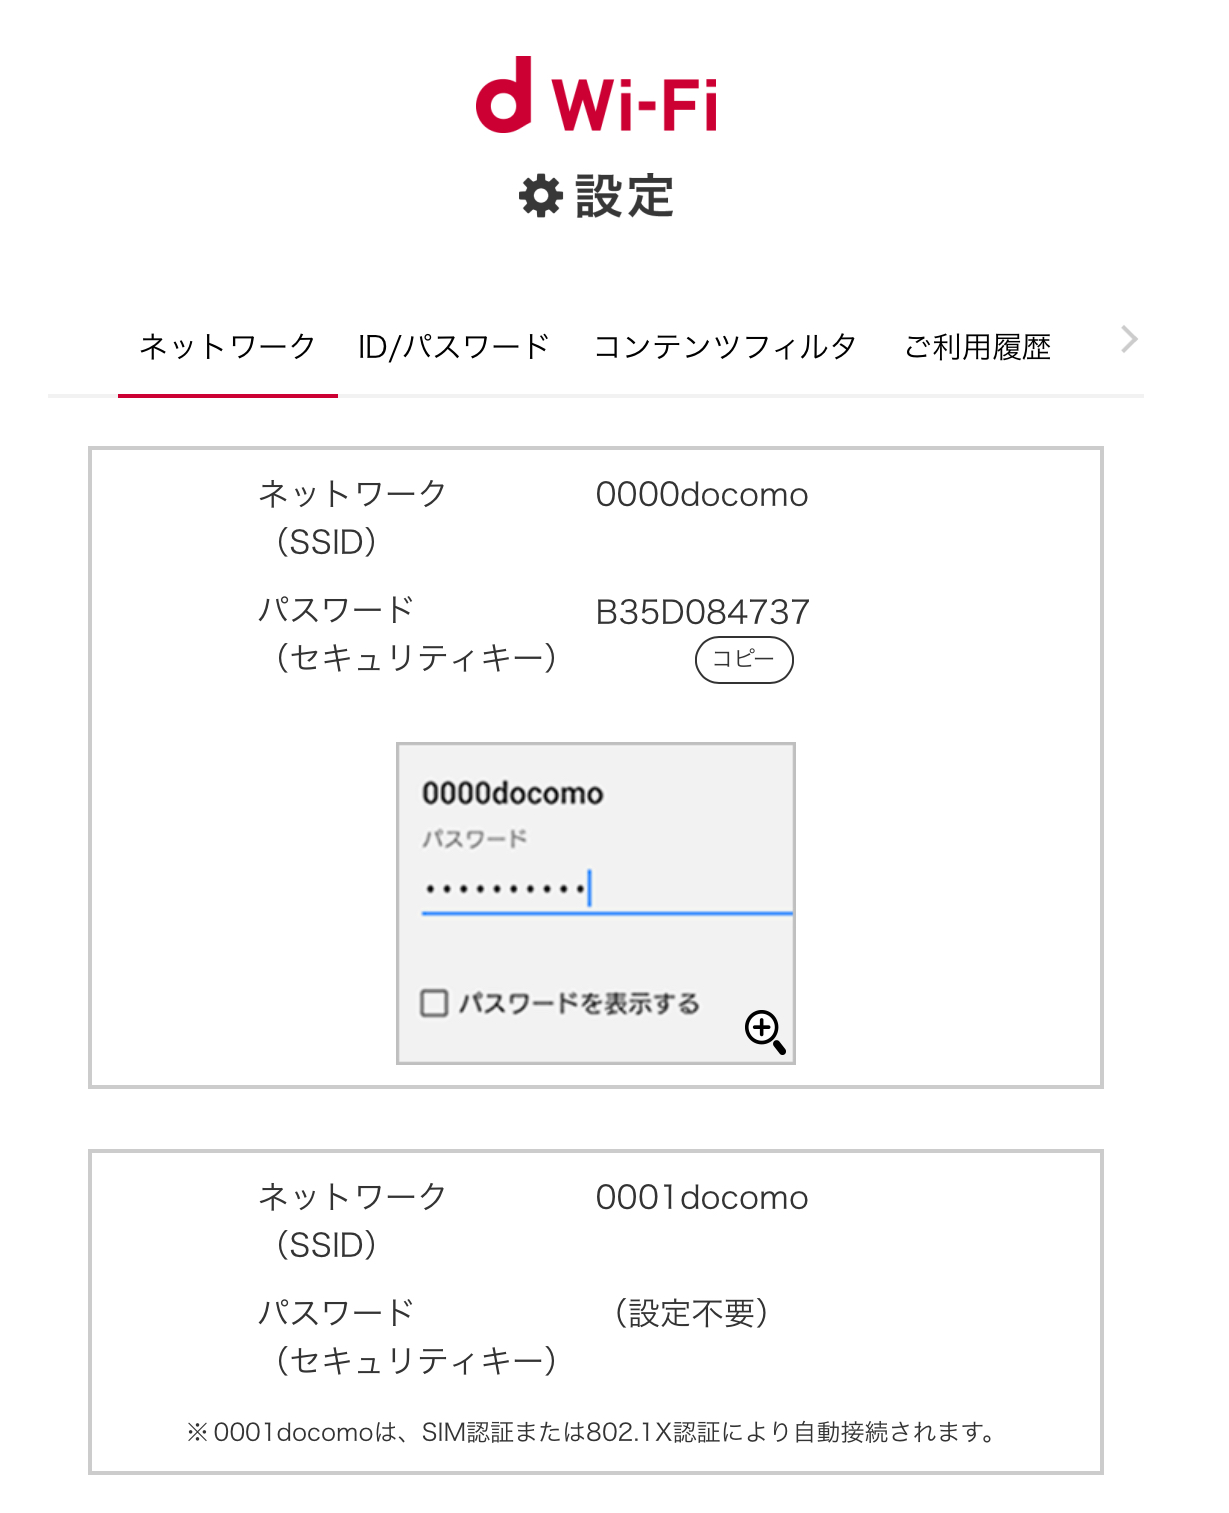 d Wi-Fi
設定
ネットワーク ID/パスワード コンテンツフィルタ ご利用履歴
ネットワーク 0000docomo
（SSID）
パスワード B35D084737
（セキュリティキー） コピー
0000docomo
パスワード
••••••••••
パスワードを表示する
ネットワーク 0001docomo
（SSID）
パスワード （設定不要）
（セキュリティキー）
※ 0001docomoは、SIM認証または802.1X認証により自動接続されます。